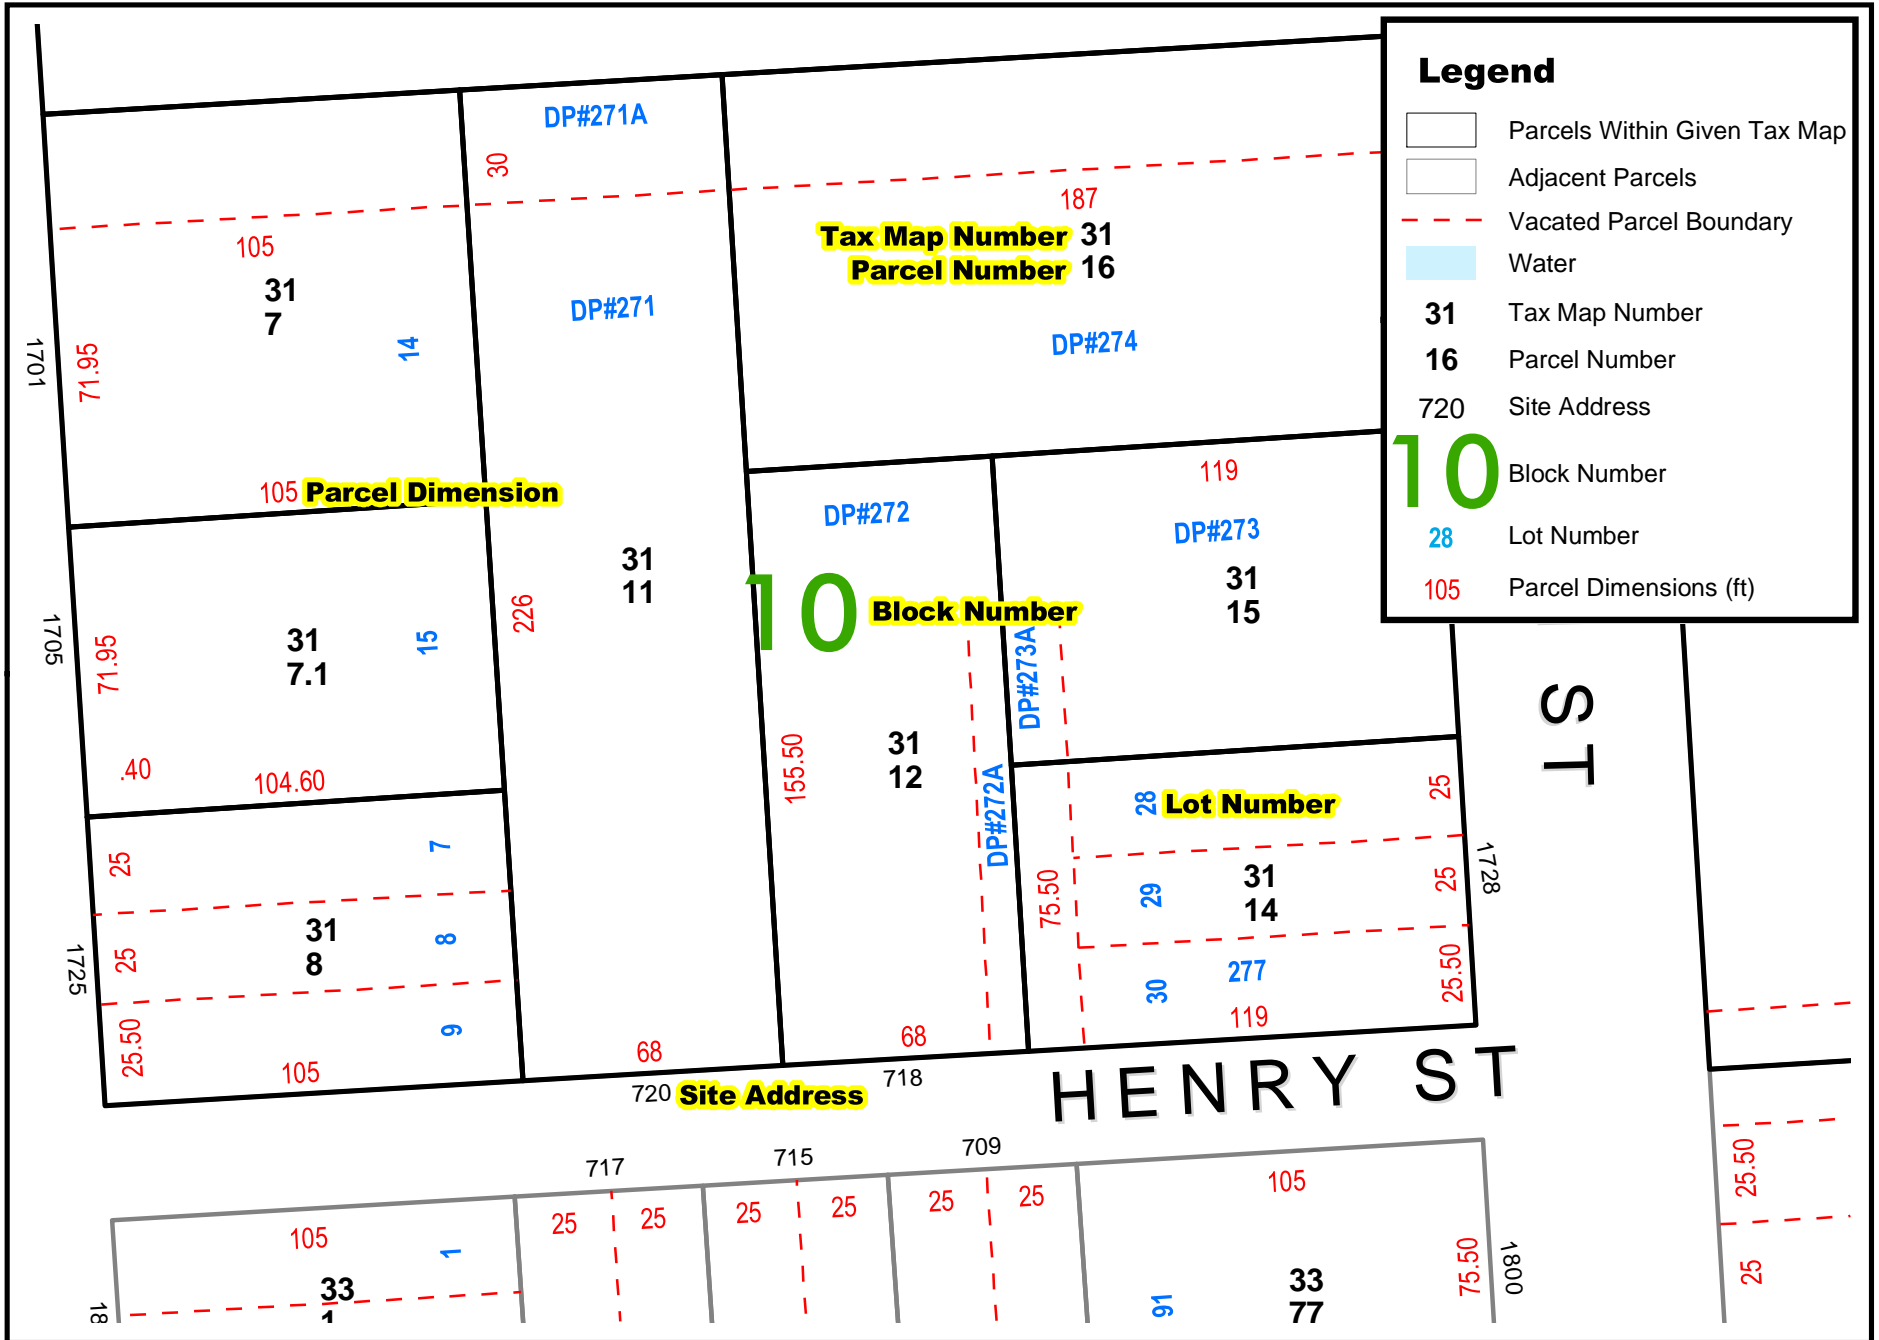 Legend
Parcels Within Given Tax Map
Adjacent Parcels
Vacated Parcel Boundary
Water
31 Tax Map Number
16 Parcel Number
720 Site Address
10 Block Number
28 Lot Number
105 Parcel Dimensions (ft)
DP#271A
30
187
105
Tax Map Number 31
Parcel Number 16
31
7
DP#271
DP#274
14
1701
71.95
105 Parcel Dimension
119
DP#272
DP#273
31
11
31
15
226
10 Block Number
1705
71.95
31
7.1
15
DP#273A
ST
155.50
31
12
.40
104.60
DP#272A
28 Lot Number
25
25
7
1728
75.50
29
31
14
25
25
31
8
8
1725
30
277
25.50
119
25.50
9
105
68
68
720 Site Address
718
HENRY ST
717
715
709
105
25
25
25
25
25
25
105
1
33
1
18
91
33
77
75.50
1800
25.50
25